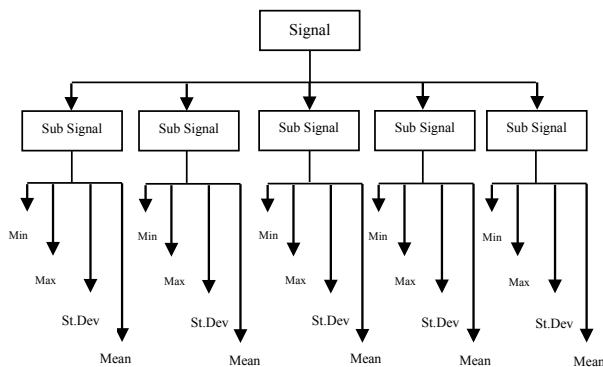 Signal
Sub Signal Sub Signal Sub Signal Sub Signal Sub Signal
Min Min Min Min Min
Max Max Max Max Max
St.Dev St.Dev St.Dev St.Dev St.Dev
Mean Mean Mean Mean Mean